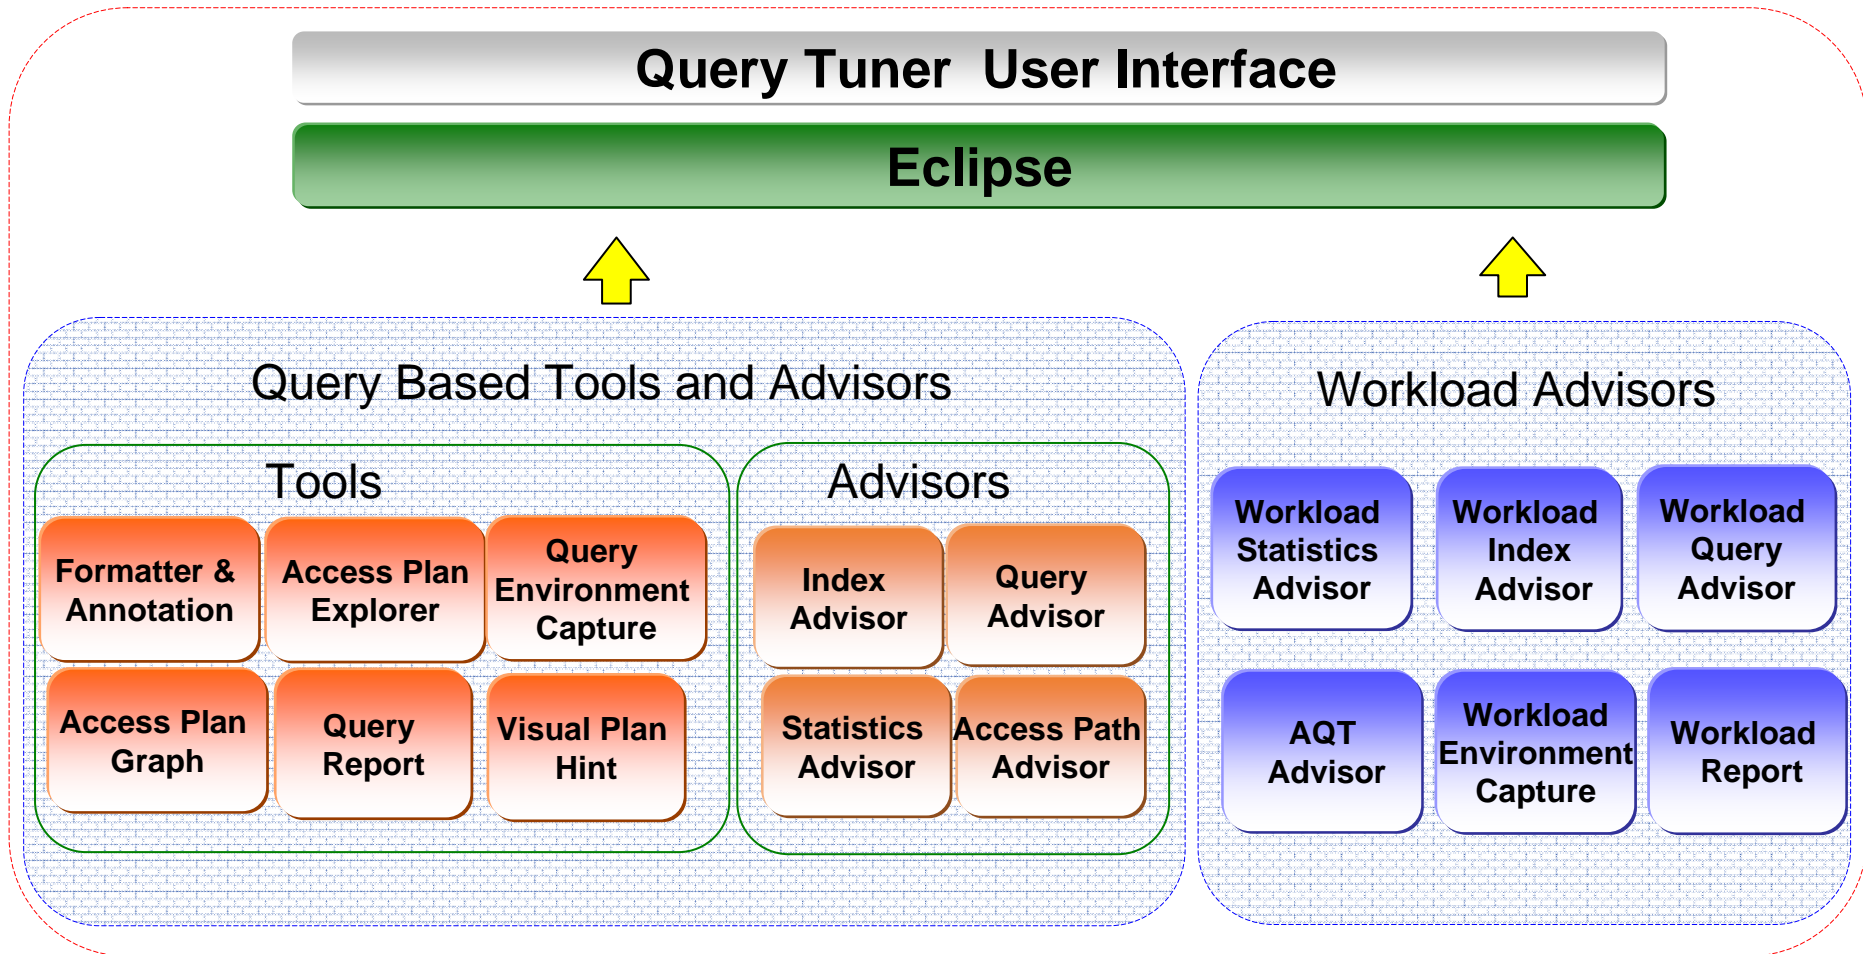 Query Tuner  User Interface
Eclipse
Query Based Tools and Advisors
Tools
Formatter &
Annotation
Access Plan
Explorer
Query
Environment
Capture
Access Plan
Graph
Query
Report
Visual Plan
Hint
Advisors
Index
Advisor
Query
Advisor
Statistics
Advisor
Access Path
Advisor
Workload Advisors
Workload
Statistics
Advisor
Workload
Index
Advisor
Workload
Query
Advisor
AQT
Advisor
Workload
Environment
Capture
Workload
Report